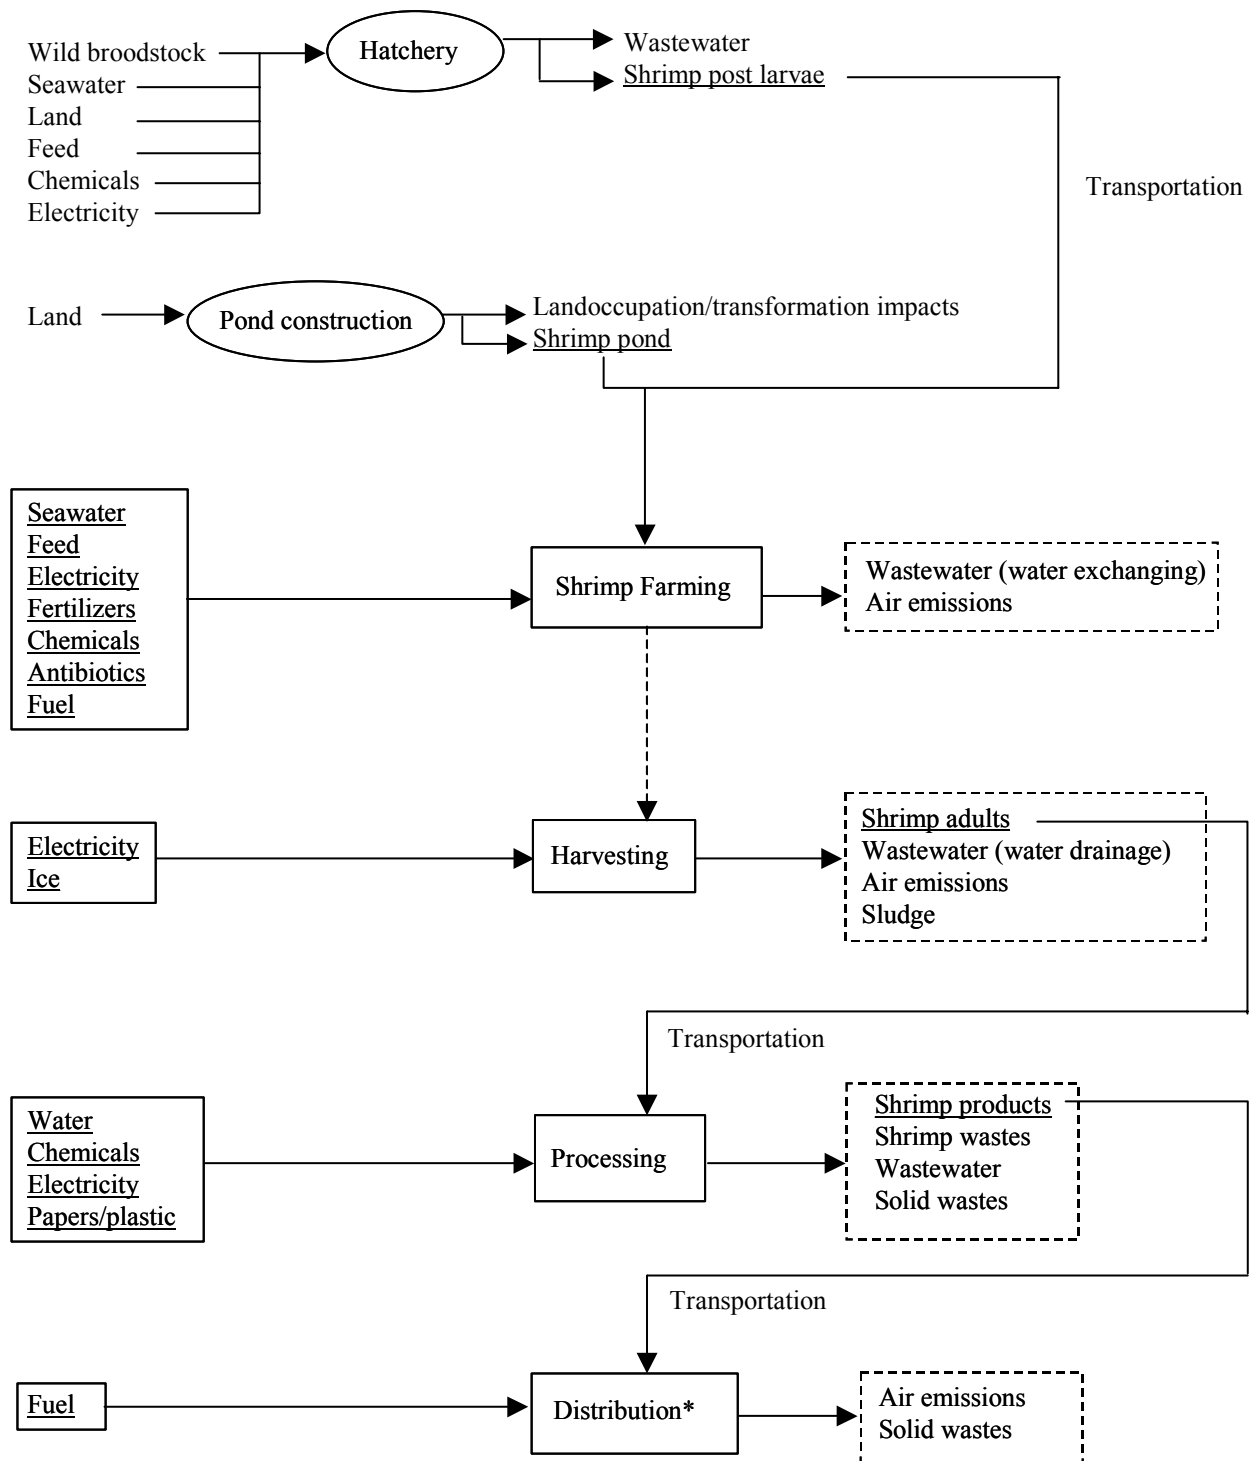 Wild broodstock
Seawater
Land
Feed
Chemicals
Electricity
Hatchery
Wastewater
Shrimp post larvae
Transportation
Land
Pond construction
Landoccupation/transformation impacts
Shrimp pond
Seawater
Feed
Electricity
Fertilizers
Chemicals
Antibiotics
Fuel
Shrimp Farming
Wastewater (water exchanging)
Air emissions
Electricity
Ice
Harvesting
Shrimp adults
Wastewater (water drainage)
Air emissions
Sludge
Transportation
Water
Chemicals
Electricity
Papers/plastic
Processing
Shrimp products
Shrimp wastes
Wastewater
Solid wastes
Transportation
Fuel
Distribution*
Air emissions
Solid wastes